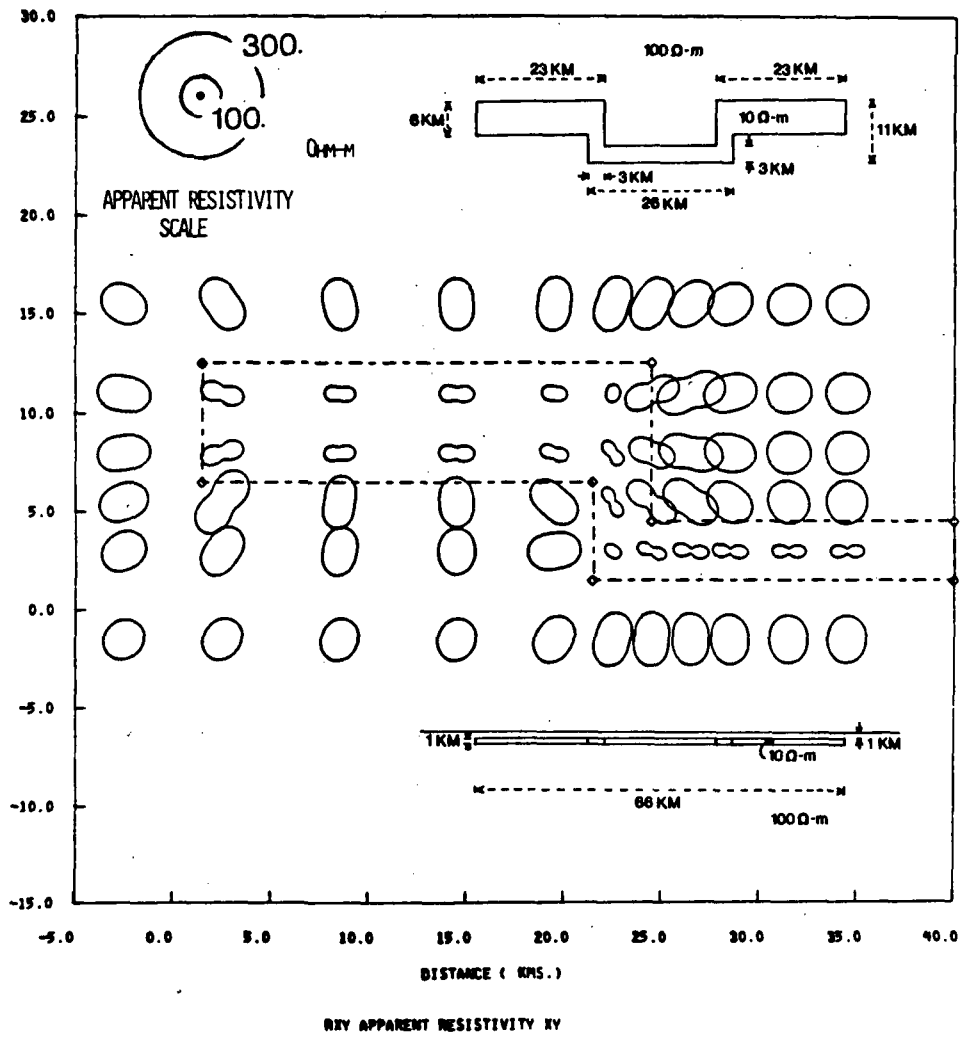 30.0
25.0
20.0
15.0
10.0
5.0
0.0
-5.0
-10.0
-15.0
300.
100.
OHM-M
APPARENT RESISTIVITY
SCALE
100 Ω-m
23 KM
23 KM
6 KM
10 Ω-m
11 KM
3 KM
3 KM
26 KM
1 KM
1 KM
10 Ω-m
66 KM
100 Ω-m
-5.0 0.0 5.0 10.0 15.0 20.0 25.0 30.0 35.0 40.0
DISTANCE ( KMS.)
RXY APPARENT RESISTIVITY XY